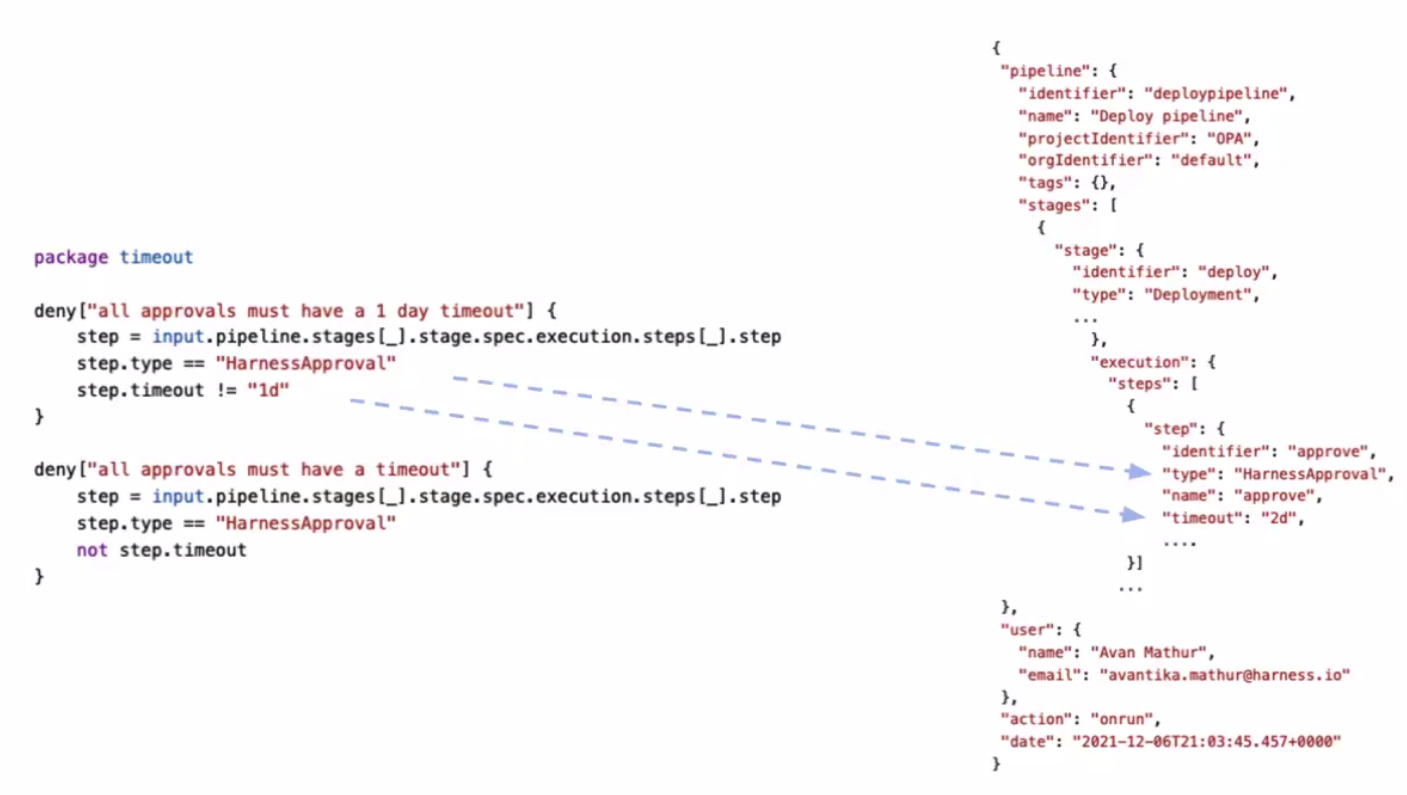 package timeout
deny["all approvals must have a 1 day timeout"] {
step = input.pipeline.stages[_].stage.spec.execution.steps[_].step
step.type == "HarnessApproval"
step.timeout != "1d"
}
deny["all approvals must have a timeout"] {
step = input.pipeline.stages[_].stage.spec.execution.steps[_].step
step.type == "HarnessApproval"
not step.timeout
}
{
"pipeline": {
"identifier": "deploypipeline",
"name": "Deploy pipeline",
"projectIdentifier": "OPA",
"orgIdentifier": "default",
"tags": {},
"stages": [
{
"stage": {
"identifier": "deploy",
"type": "Deployment",
...
},
"execution": {
"steps": [
{
"step": {
"identifier": "approve",
"type": "HarnessApproval",
"name": "approve",
"timeout": "2d",
....
}]
...
},
"user": {
"name": "Avan Mathur",
"email": "avantika.mathur@harness.io"
},
"action": "onrun",
"date": "2021-12-06T21:03:45.457+0000"
}